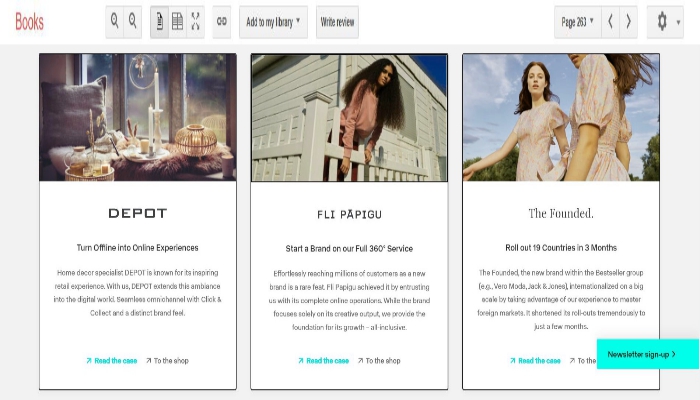 Books
Add to my library
Write review
Page 263
DEPOT
Turn Offline into Online Experiences
Home decor specialist DEPOT is known for its inspiring
retail experience. With us, DEPOT extends this ambiance
into the digital world. Seamless omnichannel with Click &
Collect and a distinct brand feel.
Read the case To the shop
FLI PĀPIGU
Start a Brand on our Full 360° Service
Effortlessly reaching millions of customers as a new
brand is a rare feat. Fli Papigu achieved it by entrusting
us with its complete online operations. While the brand
focuses solely on its creative output, we provide the
foundation for its growth – all-inclusive.
Read the case To the shop
The Founded.
Roll out 19 Countries in 3 Months
The Founded, the new brand within the Bestseller group
(e.g., Vero Moda, Jack & Jones), internationalized on a big
scale by taking advantage of our experience to master
foreign markets. It shortened its roll-outs tremendously to
just a few months.
Read the case To the
Newsletter sign-up